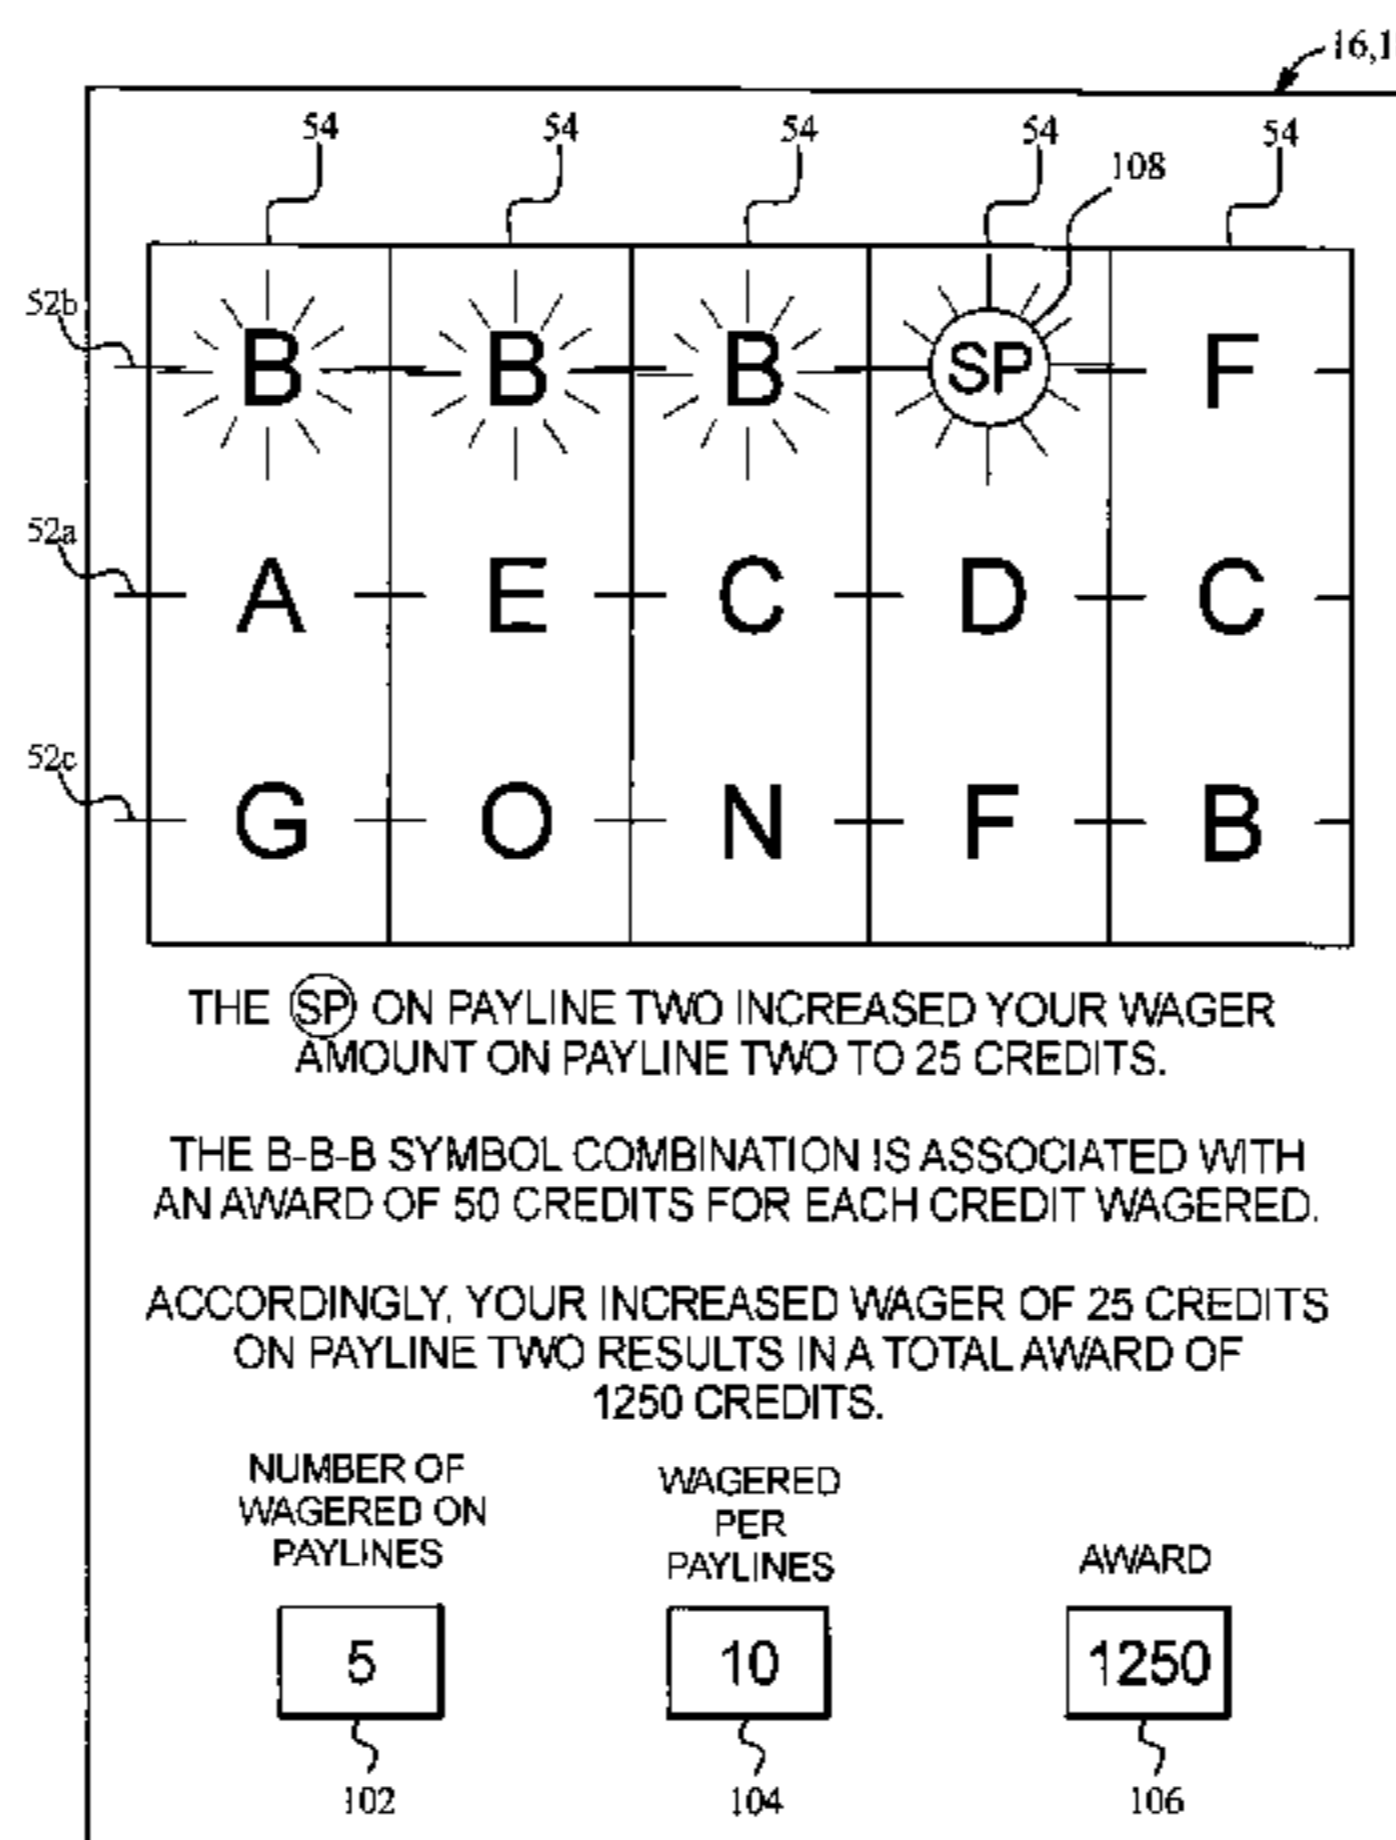 16,1
54 54 54 54 54
108
52b B B B SP F
52a A E C D C
52c G O N F B
THE SP ON PAYLINE TWO INCREASED YOUR WAGER
AMOUNT ON PAYLINE TWO TO 25 CREDITS.
THE B-B-B SYMBOL COMBINATION IS ASSOCIATED WITH
AN AWARD OF 50 CREDITS FOR EACH CREDIT WAGERED.
ACCORDINGLY, YOUR INCREASED WAGER OF 25 CREDITS
ON PAYLINE TWO RESULTS IN A TOTAL AWARD OF
1250 CREDITS.
NUMBER OF
WAGERED ON
PAYLINES
5
102
WAGERED
PER
PAYLINES
10
104
AWARD
1250
106